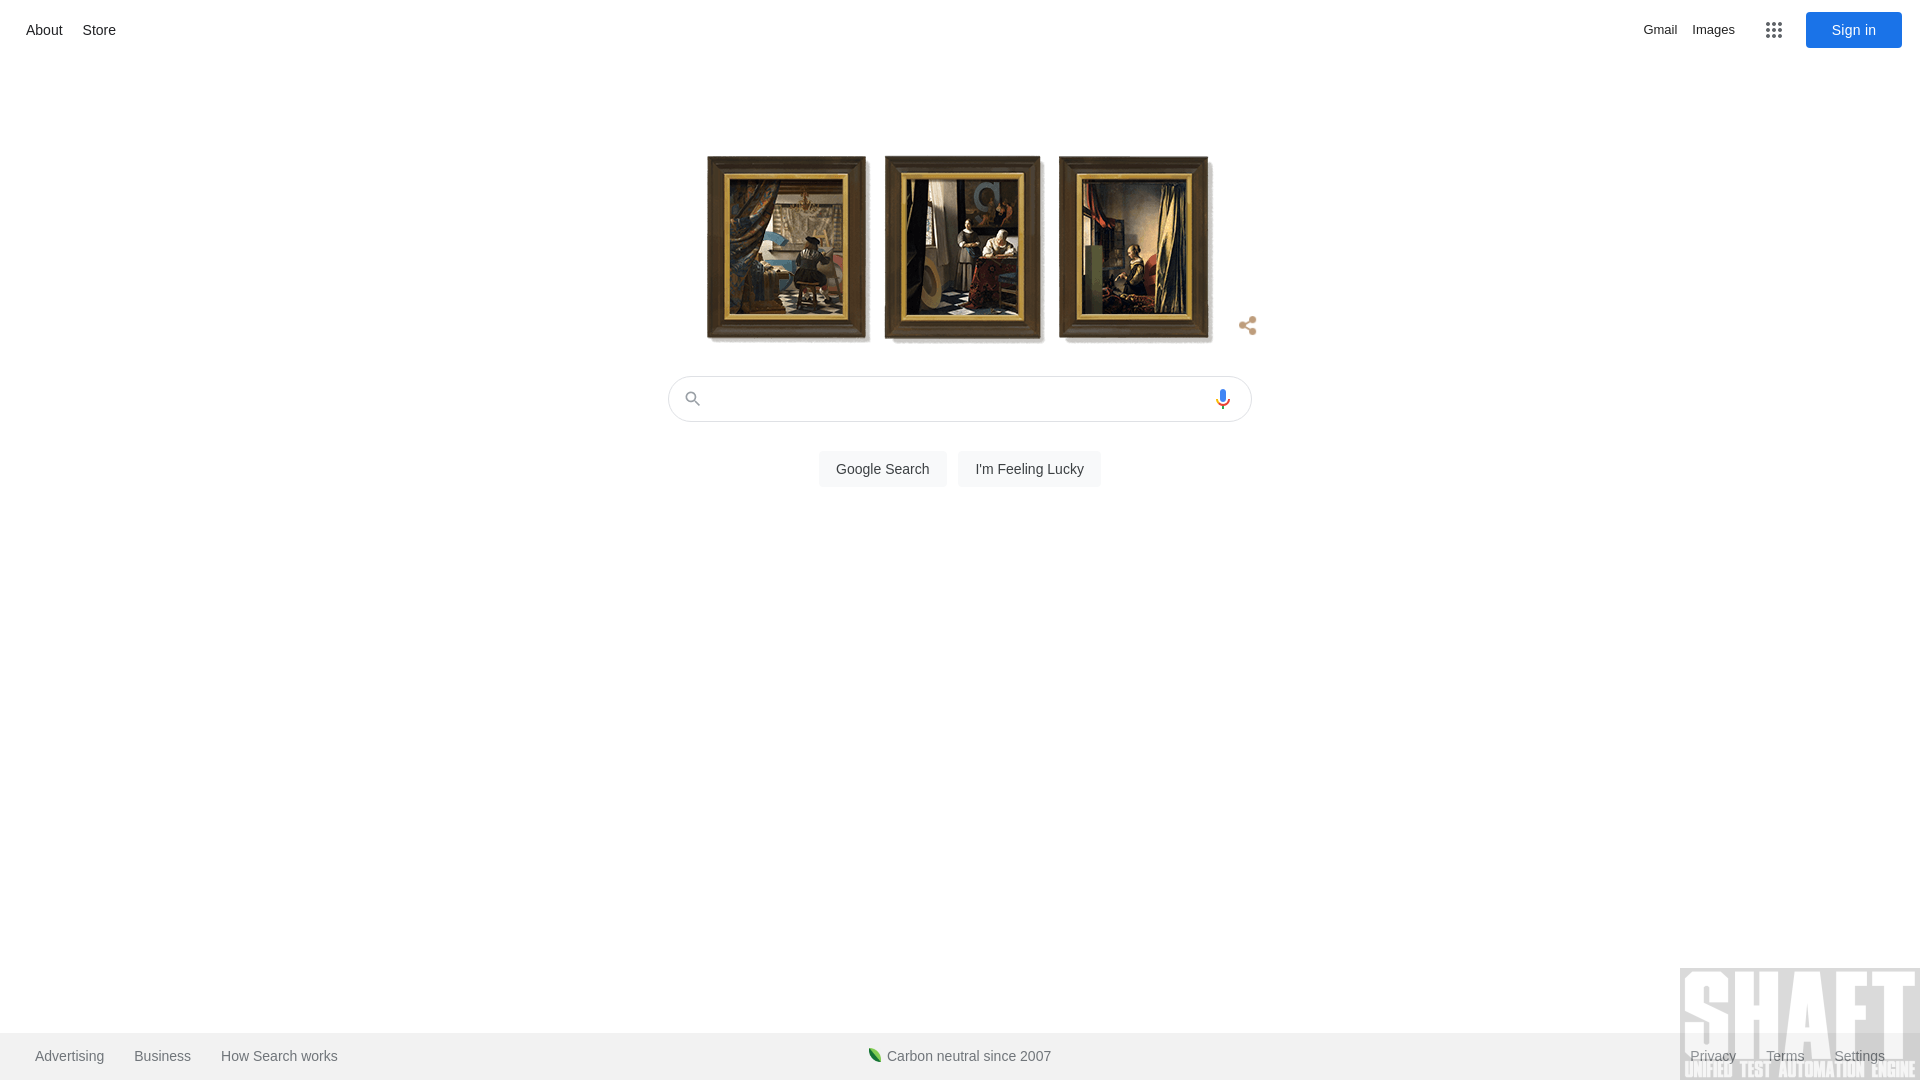 About Store Gmail Images Sign in
Google Search I'm Feeling Lucky
Advertising Business How Search works Carbon neutral since 2007 Privacy Terms Settings
SHAFT
UNIFIED TEST AUTOMATION ENGINE